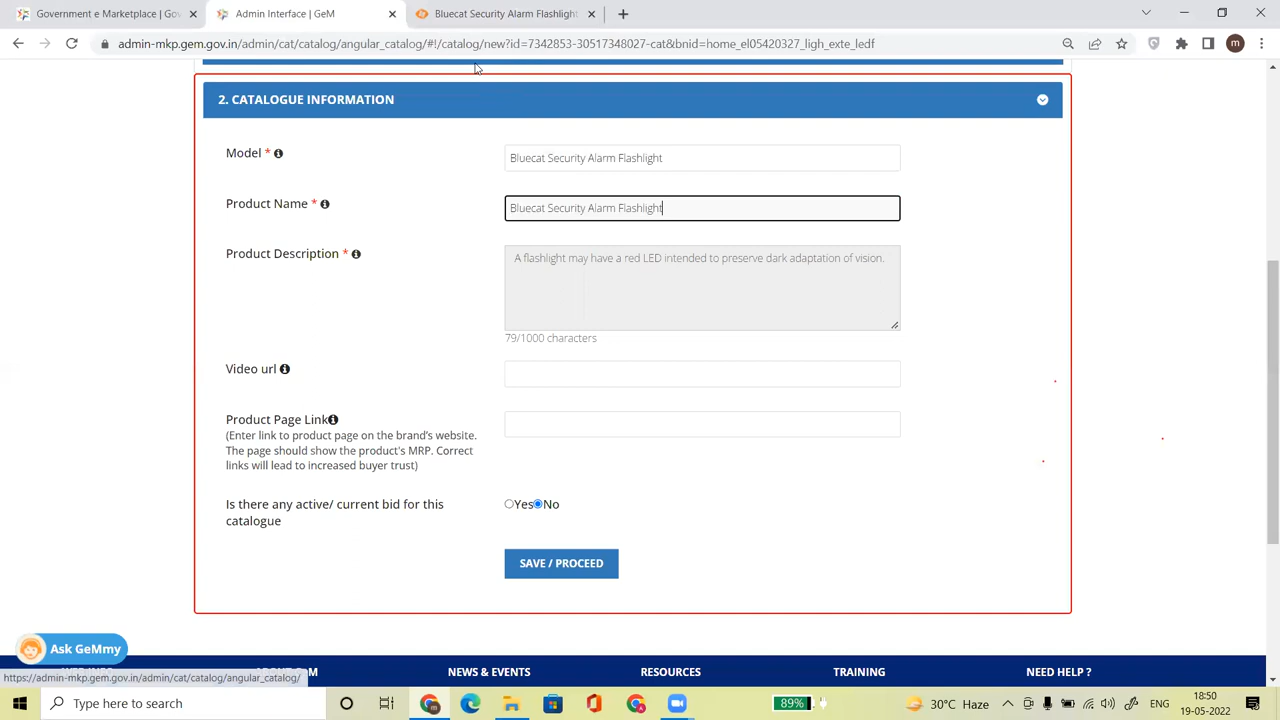 Government e Marketplace | Gov
Admin Interface | GeM
Bluecat Security Alarm Flashlight
admin-mkp.gem.gov.in/admin/cat/catalog/angular_catalog/#!/catalog/new?id=7342853-30517348027-cat&bnid=home_el05420327_ligh_exte_ledf
m
2. CATALOGUE INFORMATION
Model *
Bluecat Security Alarm Flashlight
Product Name *
Bluecat Security Alarm Flashlight
Product Description *
A flashlight may have a red LED intended to preserve dark adaptation of vision.
79/1000 characters
Video url
Product Page Link
(Enter link to product page on the brand's website.
The page should show the product's MRP. Correct
links will lead to increased buyer trust)
Is there any active/ current bid for this
catalogue
Yes No
SAVE / PROCEED
Ask GeMmy
NEWS & EVENTS
RESOURCES
TRAINING
NEED HELP ?
https://admin-mkp.gem.gov.in/admin/cat/catalog/angular_catalog/
Type here to search
89%
30°C Haze
ENG
18:50
19-05-2022